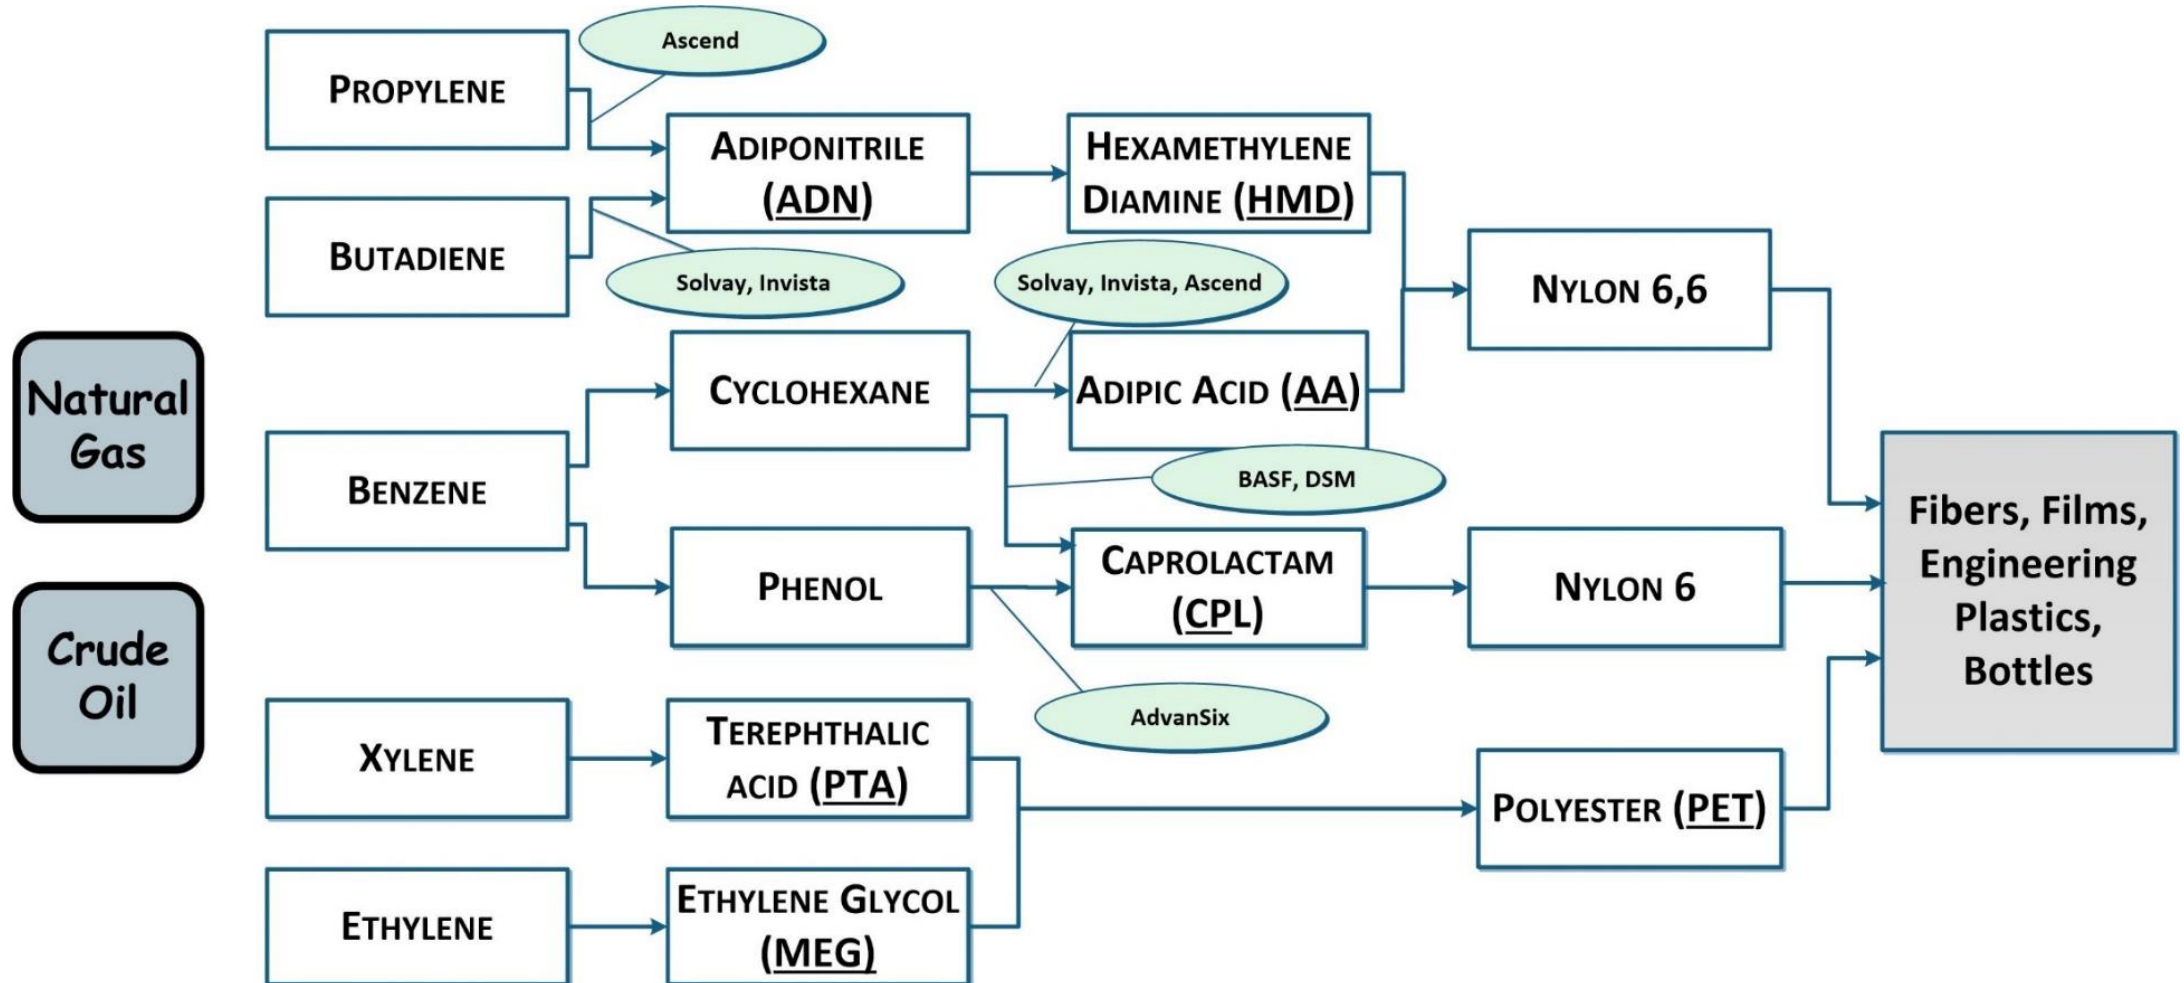 Natural
Gas
Crude
Oil
PROPYLENE
Ascend
BUTADIENE
Solvay, Invista
ADIPONITRILE
(ADN)
HEXAMETHYLENE
DIAMINE (HMD)
BENZENE
CYCLOHEXANE
Solvay, Invista, Ascend
ADIPIC ACID (AA)
NYLON 6,6
BASF, DSM
PHENOL
CAPROLACTAM
(CPL)
NYLON 6
AdvanSix
XYLENE
TEREPHTHALIC
ACID (PTA)
ETHYLENE
ETHYLENE GLYCOL
(MEG)
POLYESTER (PET)
Fibers, Films,
Engineering
Plastics,
Bottles